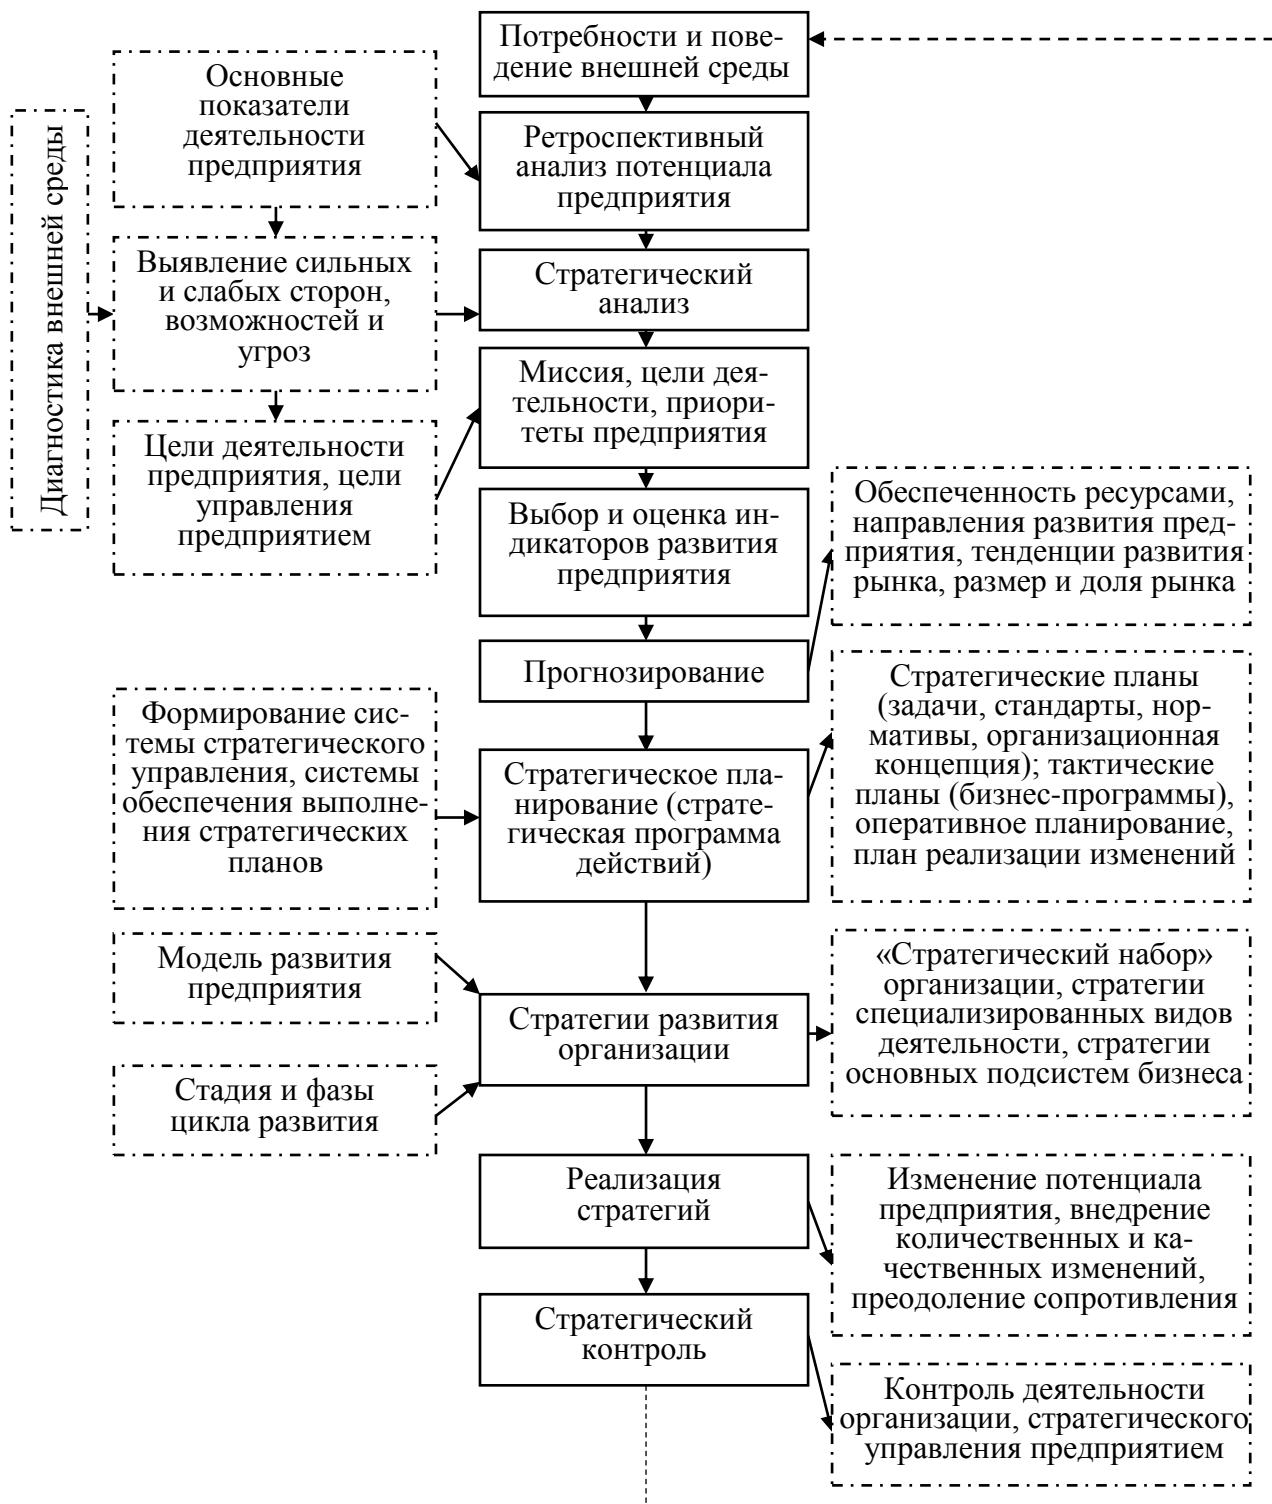 Потребности и пове-
дение внешней среды
Основные
показатели
деятельности
предприятия
Диагностика внешней среды
Ретроспективный
анализ потенциала
предприятия
Выявление сильных
и слабых сторон,
возможностей и
угроз
Стратегический
анализ
Миссия, цели дея-
тельности, приори-
теты предприятия
Цели деятельности
предприятия, цели
управления
предприятием
Выбор и оценка ин-
дикаторов развития
предприятия
Обеспеченность ресурсами,
направления развития пред-
приятия, тенденции развития
рынка, размер и доля рынка
Прогнозирование
Формирование сис-
темы стратегического
управления, системы
обеспечения выполне-
ния стратегических
планов
Стратегическое пла-
нирование (страте-
гическая программа
действий)
Стратегические планы
(задачи, стандарты, нор-
мативы, организационная
концепция); тактические
планы (бизнес-программы),
оперативное планирование,
план реализации изменений
Модель развития
предприятия
Стратегии развития
организации
«Стратегический набор»
организации, стратегии
специализированных видов
деятельности, стратегии
основных подсистем бизнеса
Стадия и фазы
цикла развития
Реализация
стратегий
Изменение потенциала
предприятия, внедрение
количественных и ка-
чественных изменений,
преодоление сопротивления
Стратегический
контроль
Контроль деятельности
организации, стратегического
управления предприятием